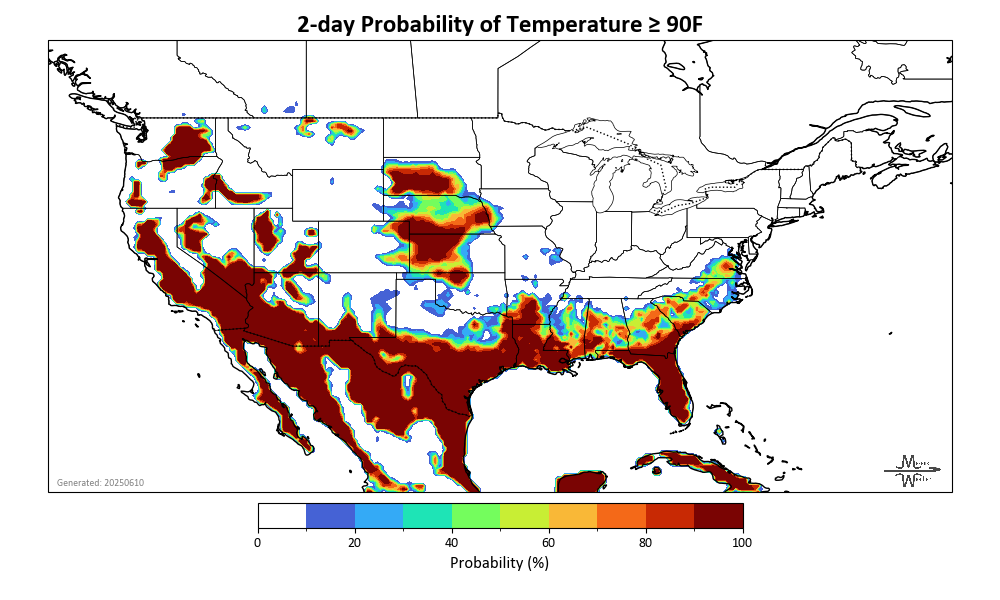 2-day Probability of Temperature ≥ 90F
Generated: 20250610
0 20 40 60 80 100
Probability (%)